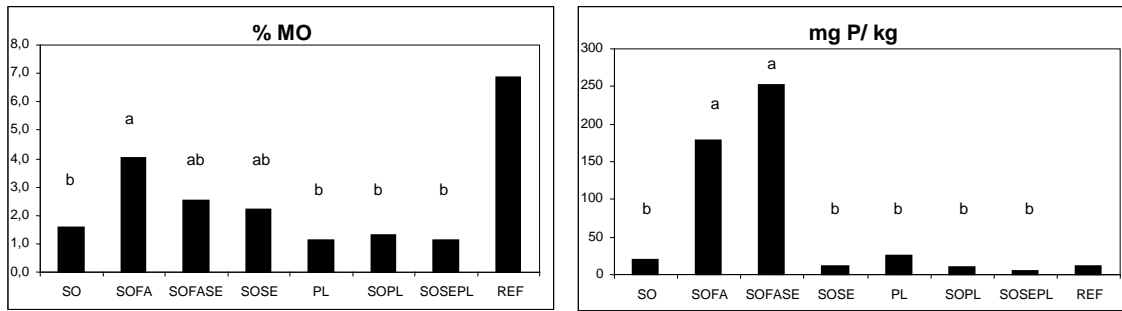 % MO
8,0
7,0
6,0
5,0
4,0
3,0
2,0
1,0
0,0
b
a
ab
ab
b
b
b
SO SOFA SOFASE SOSE PL SOPL SOSEPL REF
mg P/ kg
300
250
200
150
100
50
0
b
a
a
b
b
b
b
SO SOFA SOFASE SOSE PL SOPL SOSEPL REF